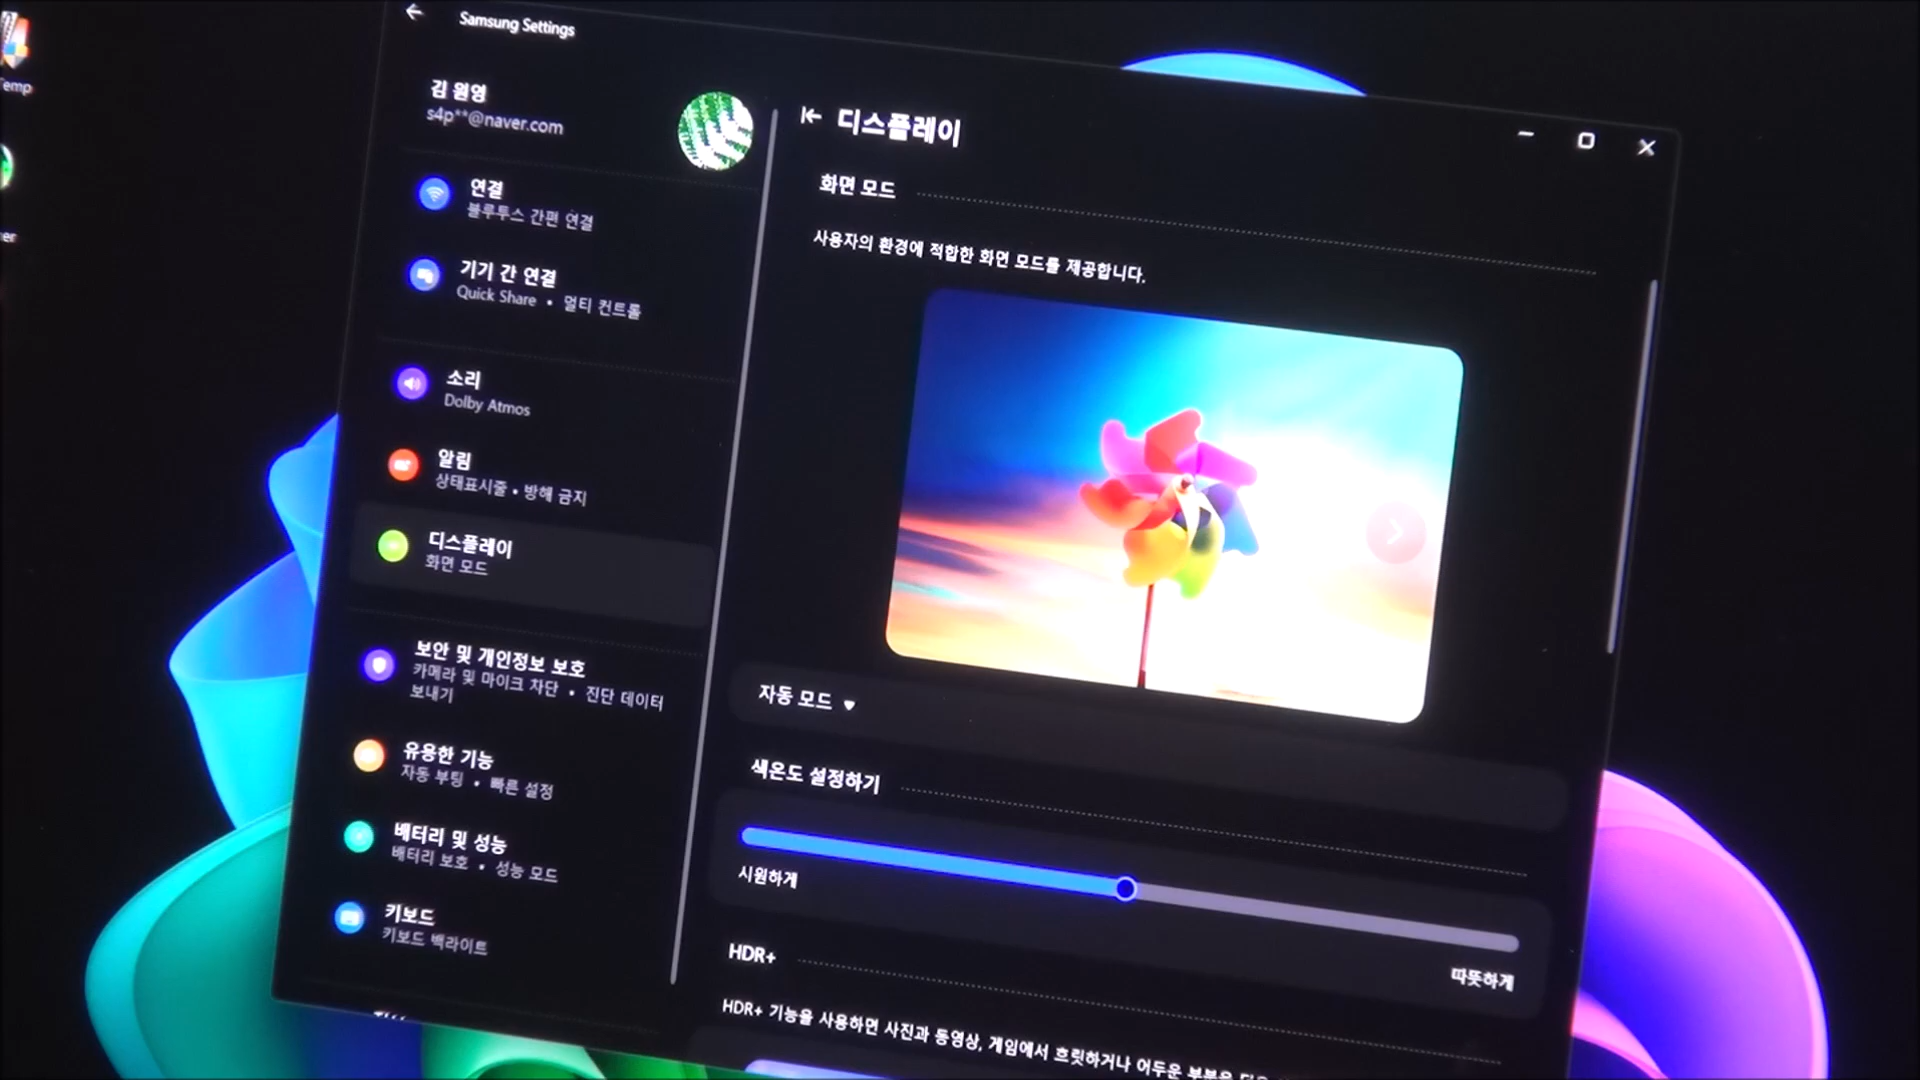 Temp
Samsung Settings
김 원영
s4p**@naver.com
연결
블루투스 간편 연결
기기 간 연결
Quick Share • 멀티 컨트롤
소리
Dolby Atmos
알림
상태표시줄 • 방해 금지
디스플레이
화면 모드
보안 및 개인정보 보호
카메라 및 마이크 차단 • 진단 데이터
보내기
유용한 기능
자동 부팅 • 빠른 설정
배터리 및 성능
배터리 보호 • 성능 모드
키보드
키보드 백라이트
디스플레이
화면 모드
사용자의 환경에 적합한 화면 모드를 제공합니다.
자동 모드
색온도 설정하기
시원하게
따뜻하게
HDR+
HDR+ 기능을 사용하면 사진과 동영상, 게임에서 흐릿하거나 어두운 부분을